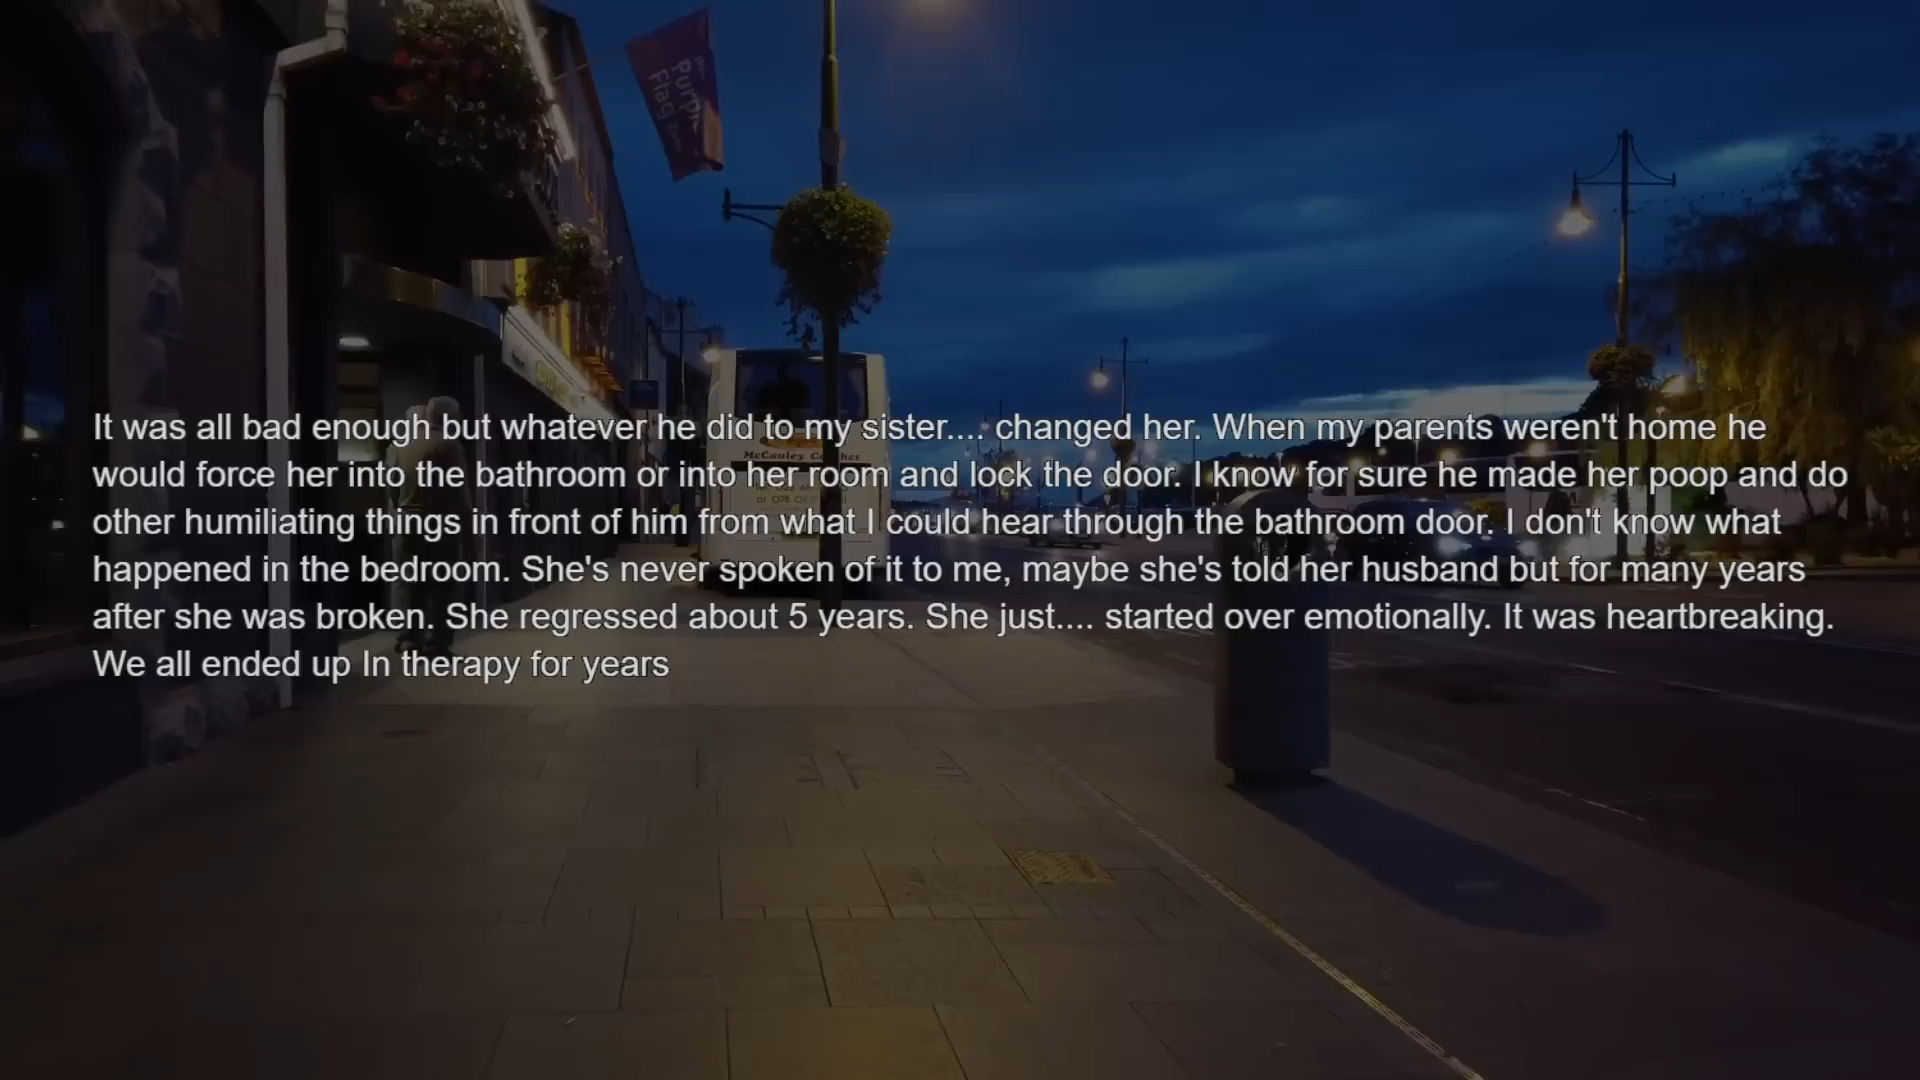 Purple
Flag
McCauley Coaches
It was all bad enough but whatever he did to my sister.... changed her. When my parents weren't home he
would force her into the bathroom or into her room and lock the door. I know for sure he made her poop and do
other humiliating things in front of him from what I could hear through the bathroom door. I don't know what
happened in the bedroom. She's never spoken of it to me, maybe she's told her husband but for many years
after she was broken. She regressed about 5 years. She just.... started over emotionally. It was heartbreaking.
We all ended up In therapy for years